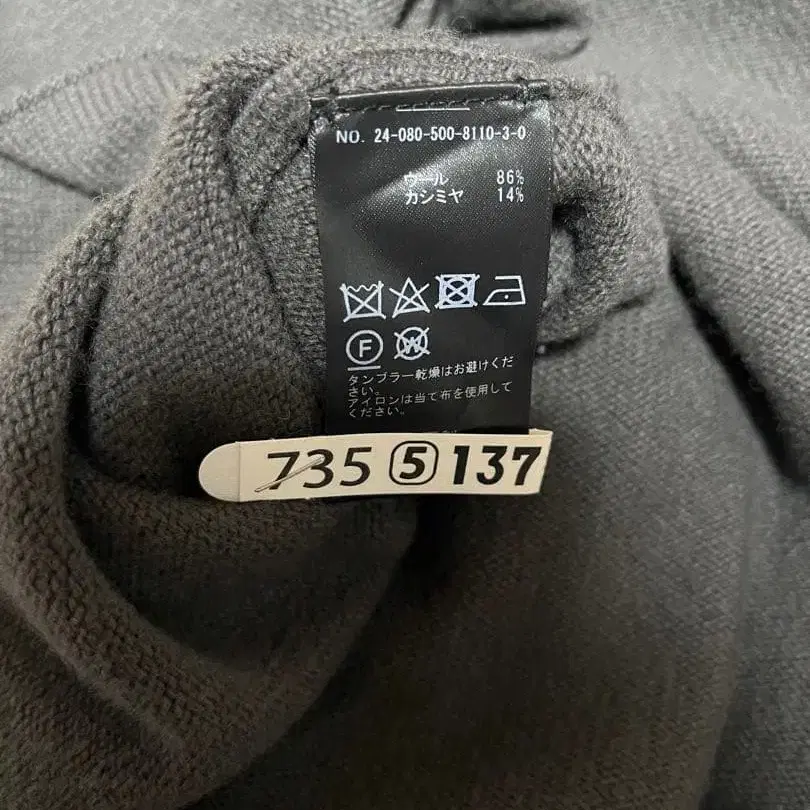 NO. 24-080-500-8110-3-0
ウール 86%
カシミヤ 14%
F W
タンブラー乾燥はお避けくだ
さい。
アイロンは当て布を使用して
ください。
735 ⑤ 137